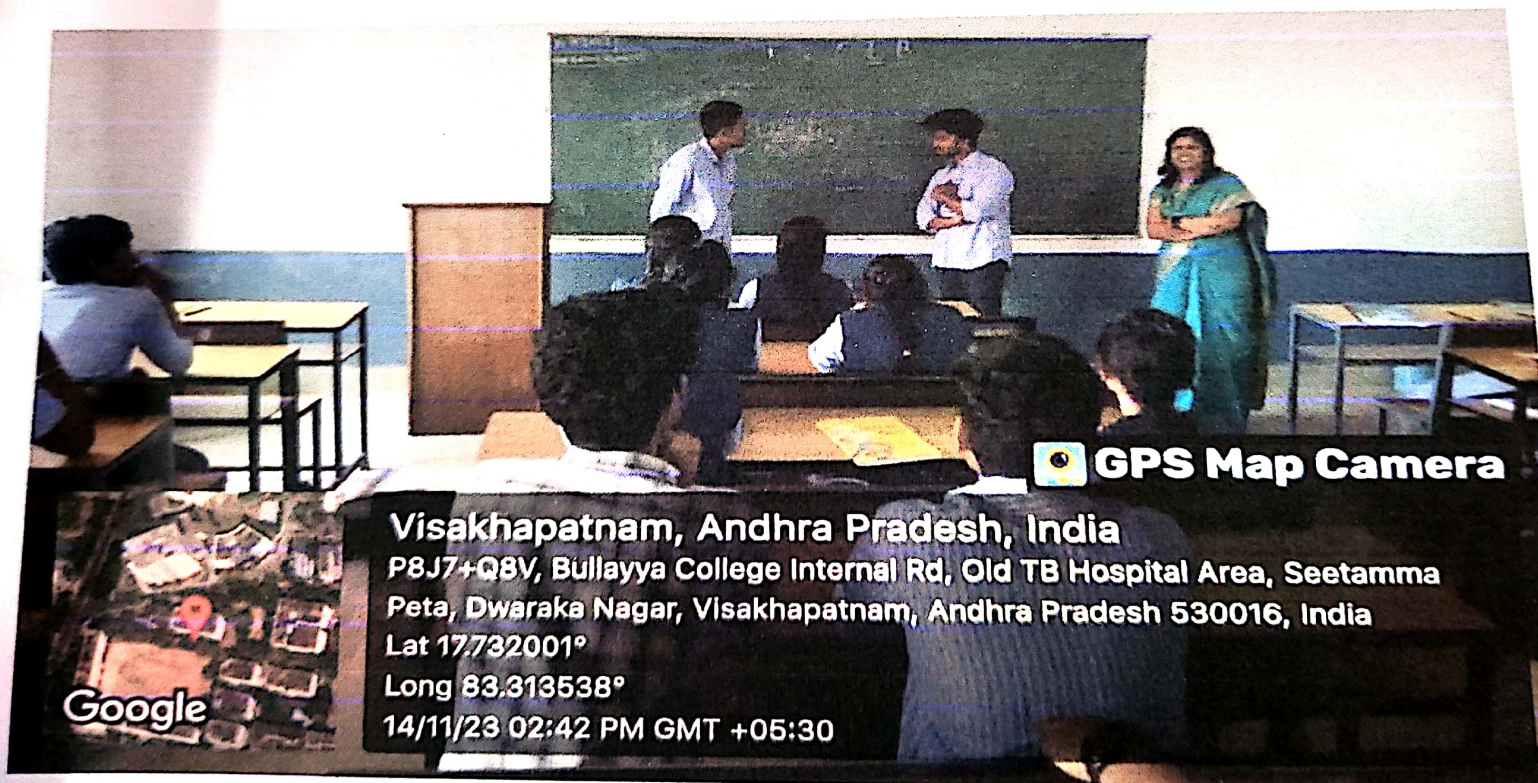 GPS Map Camera
Visakhapatnam, Andhra Pradesh, India
P8J7+Q8V, Bullayya College Internal Rd, Old TB Hospital Area, Seetamma
Peta, Dwaraka Nagar, Visakhapatnam, Andhra Pradesh 530016, India
Lat 17.732001°
Long 83.313538°
14/11/23 02:42 PM GMT +05:30
Google